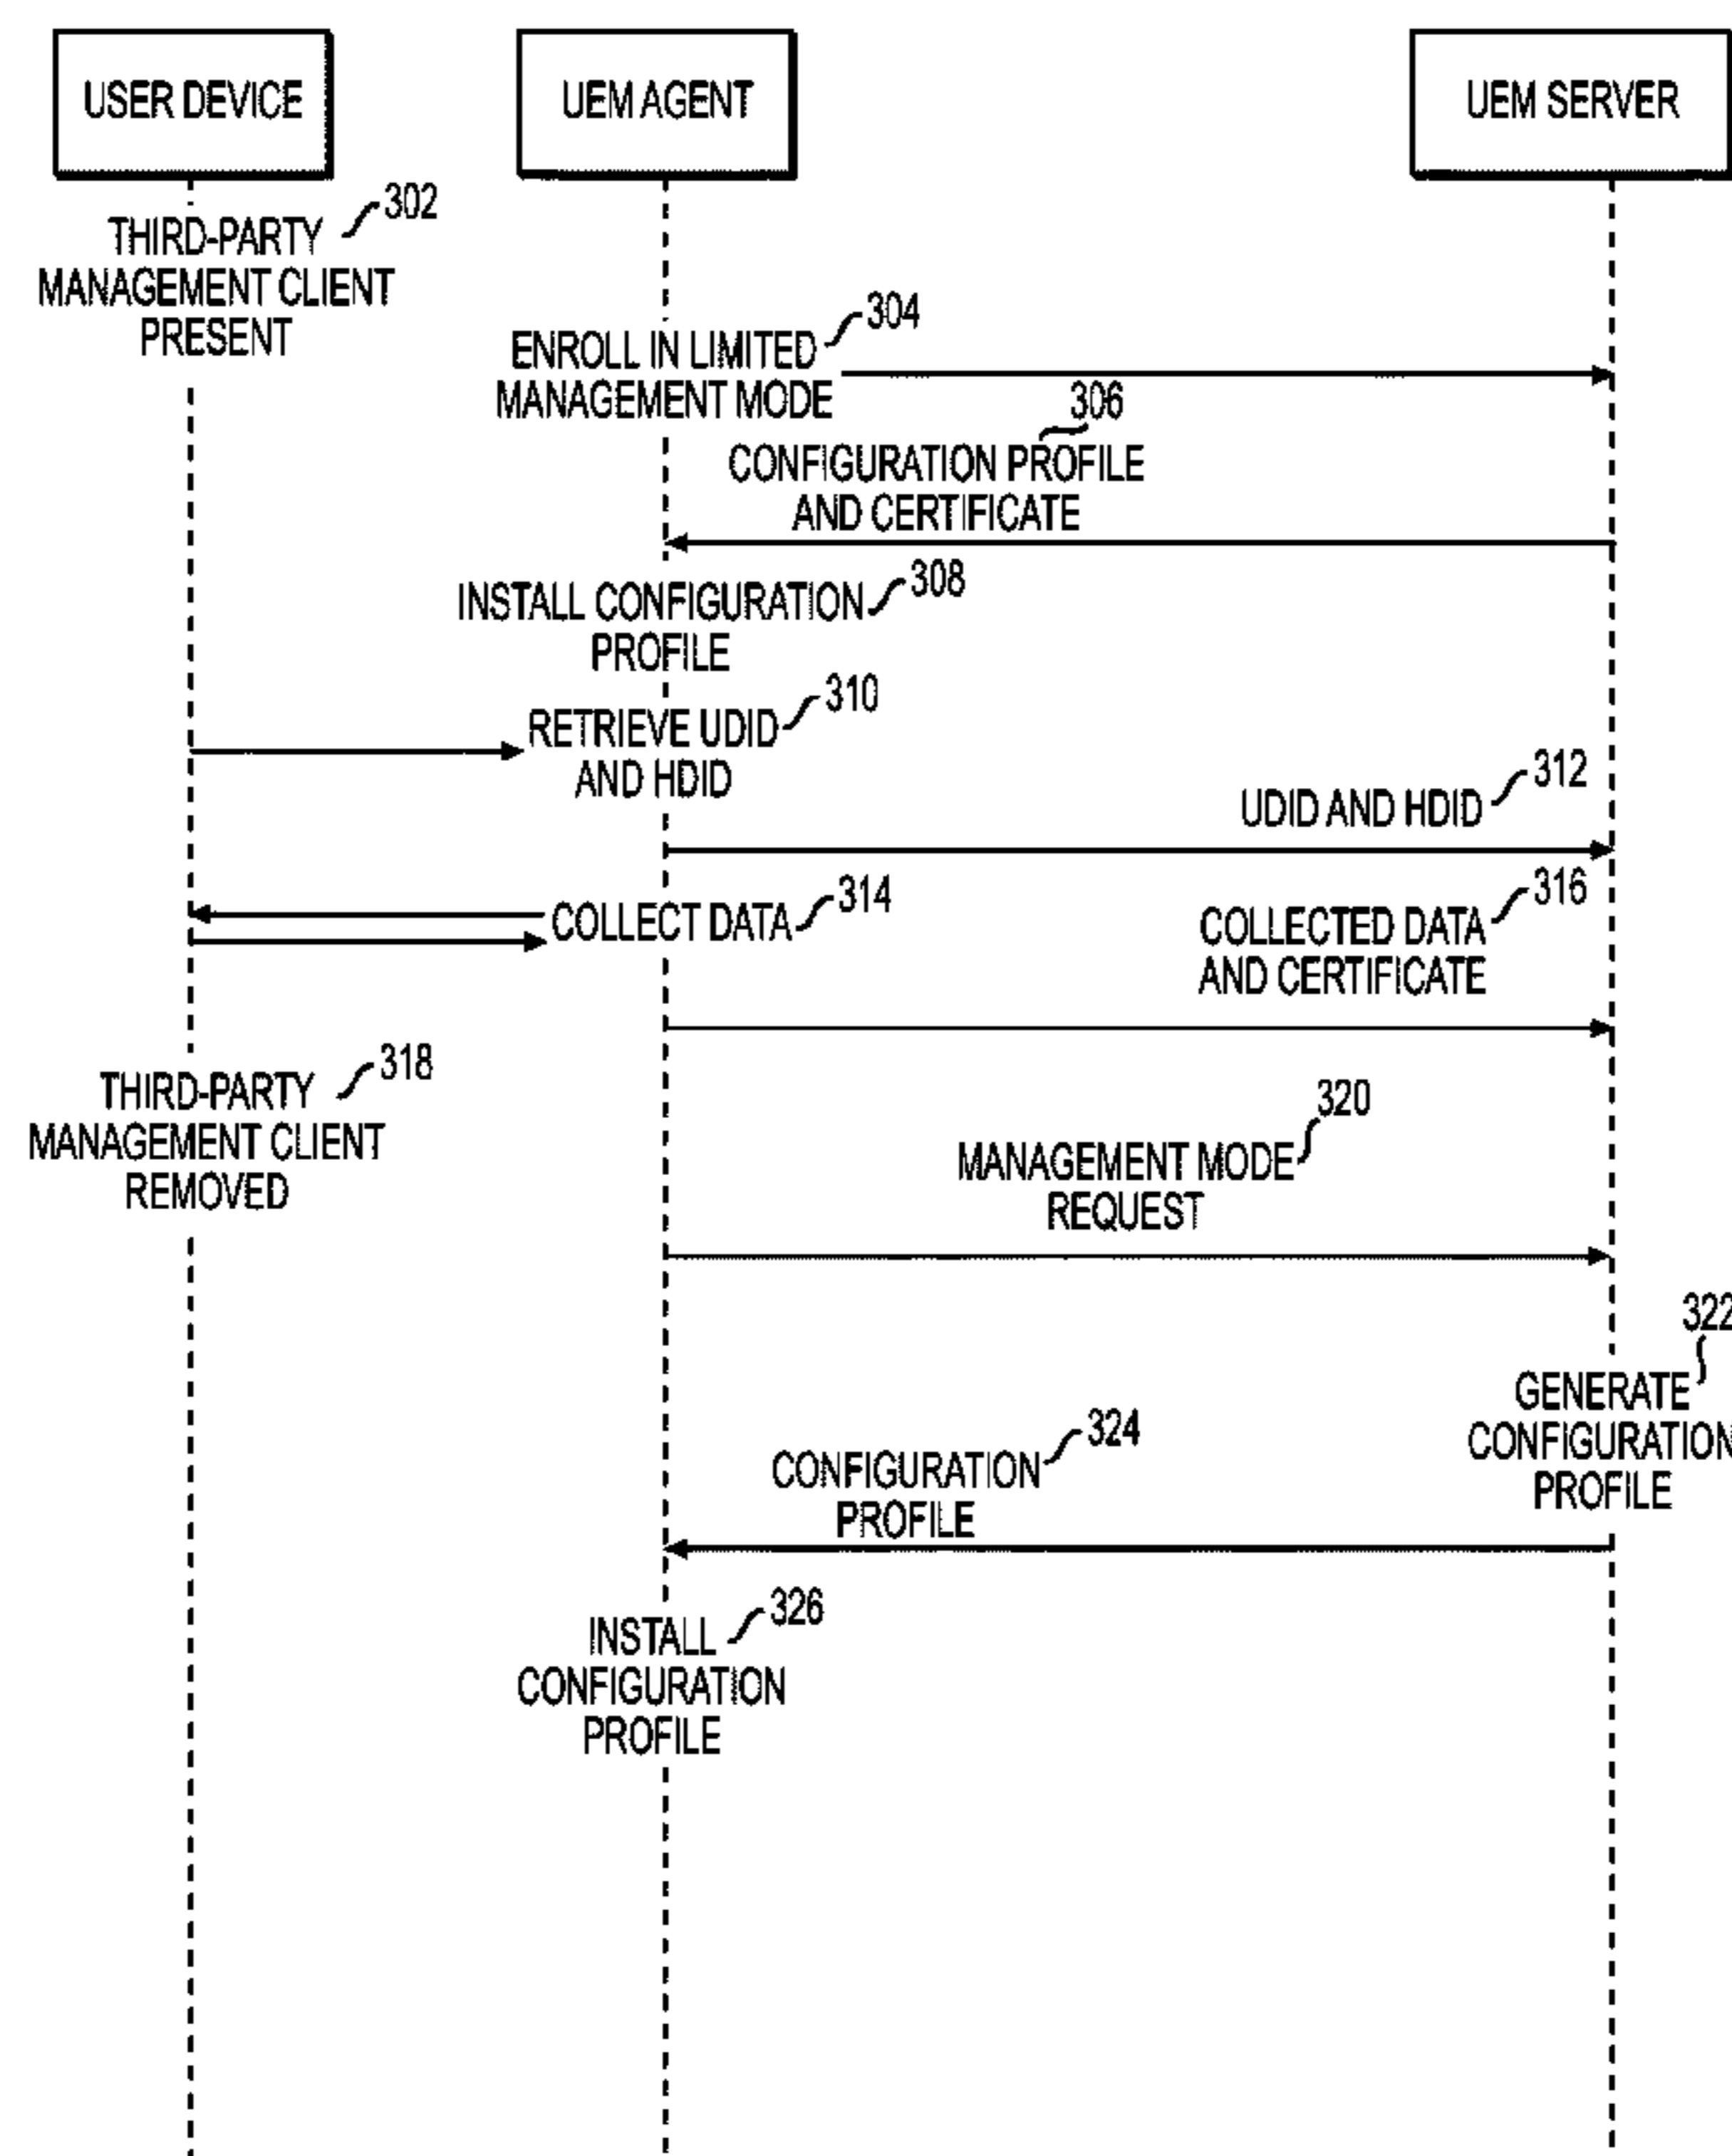 USER DEVICE
UEM AGENT
UEM SERVER
302
THIRD-PARTY
MANAGEMENT CLIENT
PRESENT
304
ENROLL IN LIMITED
MANAGEMENT MODE
306
CONFIGURATION PROFILE
AND CERTIFICATE
308
INSTALL CONFIGURATION
PROFILE
310
RETRIEVE UDID
AND HDID
312
UDID AND HDID
314
COLLECT DATA
316
COLLECTED DATA
AND CERTIFICATE
318
THIRD-PARTY
MANAGEMENT CLIENT
REMOVED
320
MANAGEMENT MODE
REQUEST
322
GENERATE
CONFIGURATION
PROFILE
324
CONFIGURATION
PROFILE
326
INSTALL
CONFIGURATION
PROFILE